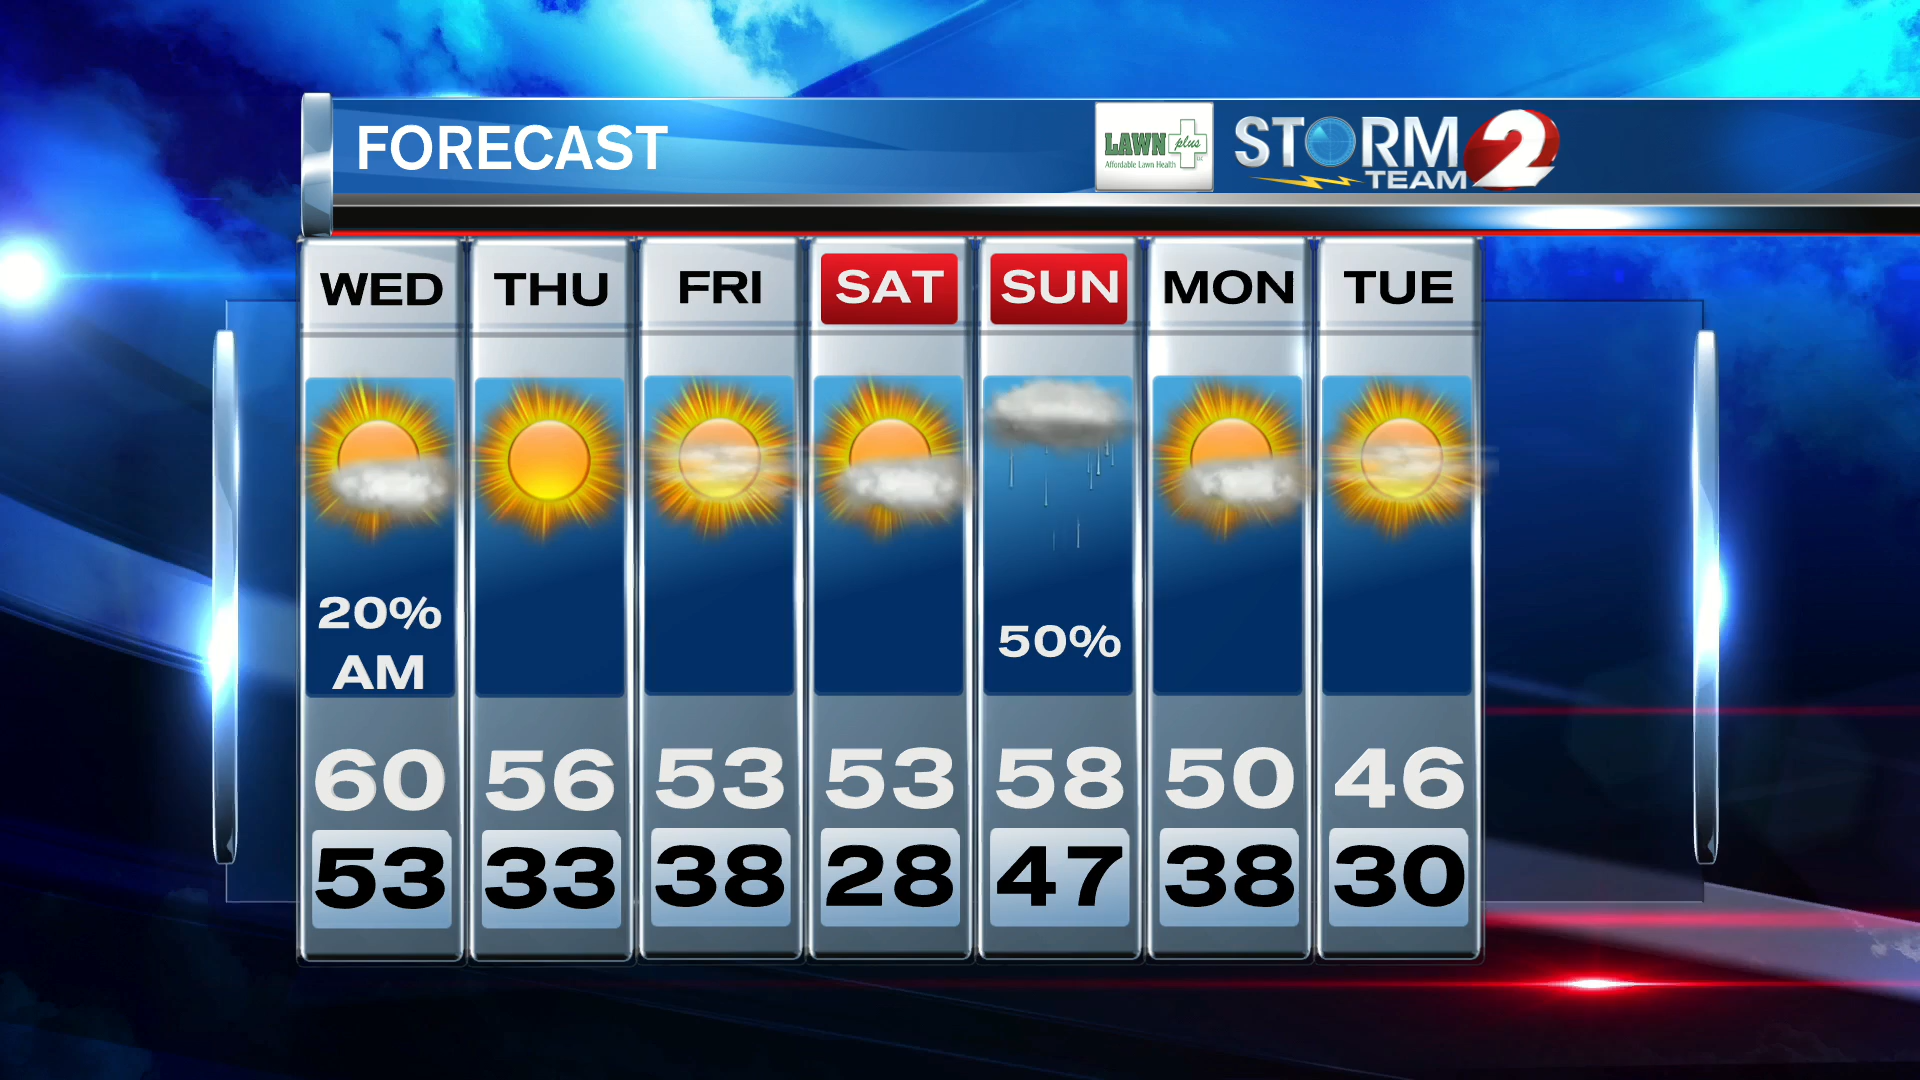 FORECAST
LAWN plus
Affordable Lawn Health
STORM 2
TEAM
WED THU FRI SAT SUN MON TUE
20%
AM
50%
60 56 53 53 58 50 46
53 33 38 28 47 38 30